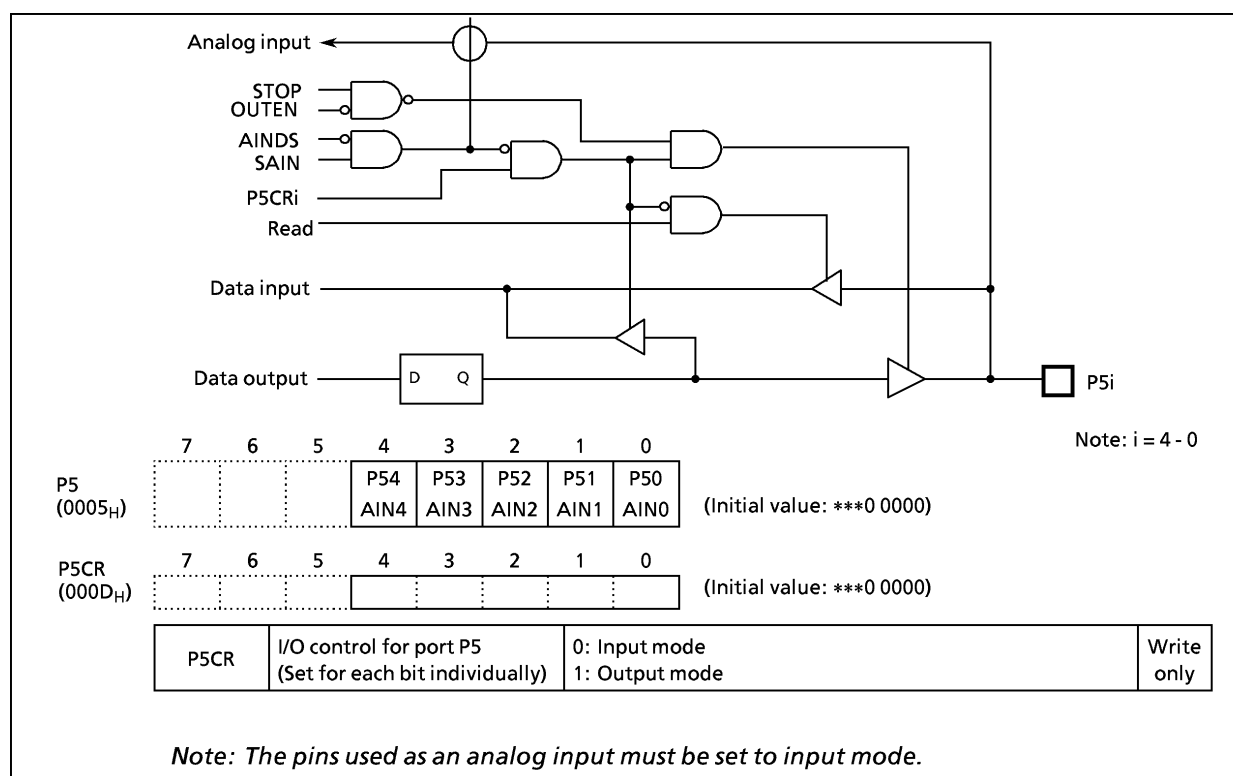 Analog input
STOP
OUTEN
AINDS
SAIN
P5CRi
Read
Data input
Data output
D Q
P5i
Note: i = 4 - 0
7 6 5 4 3 2 1 0
P5
(0005H)
P54 P53 P52 P51 P50
AIN4 AIN3 AIN2 AIN1 AIN0
(Initial value: ***0 0000)
7 6 5 4 3 2 1 0
P5CR
(000DH)
(Initial value: ***0 0000)
P5CR
I/O control for port P5
(Set for each bit individually)
0: Input mode
1: Output mode
Write
only
Note: The pins used as an analog input must be set to input mode.